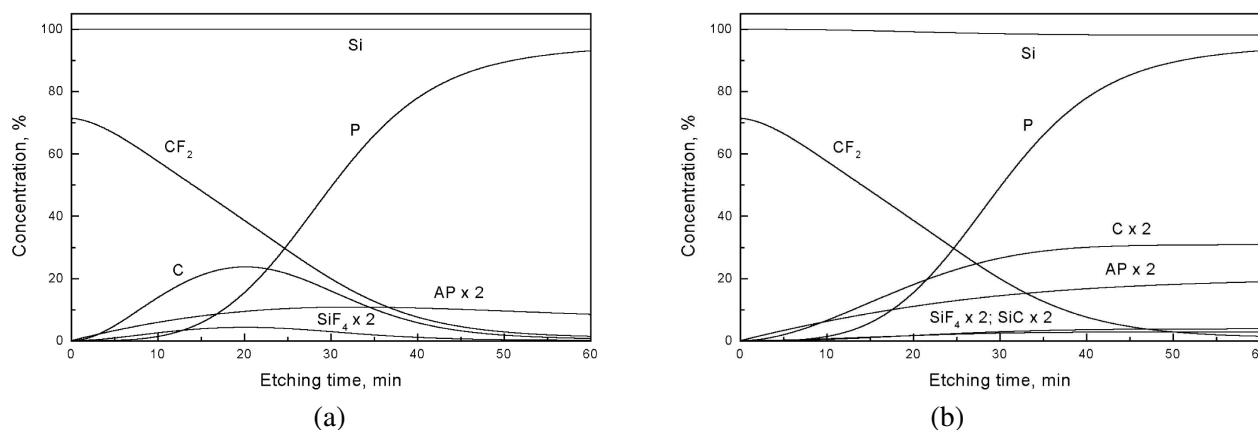 100
80
60
40
20
0
Concentration, %
Si
P
CF₂
C
AP x 2
SiF₄ x 2
0 10 20 30 40 50 60
Etching time, min
(a)
100
80
60
40
20
0
Concentration, %
Si
P
CF₂
C x 2
AP x 2
SiF₄ x 2; SiC x 2
0 10 20 30 40 50 60
Etching time, min
(b)